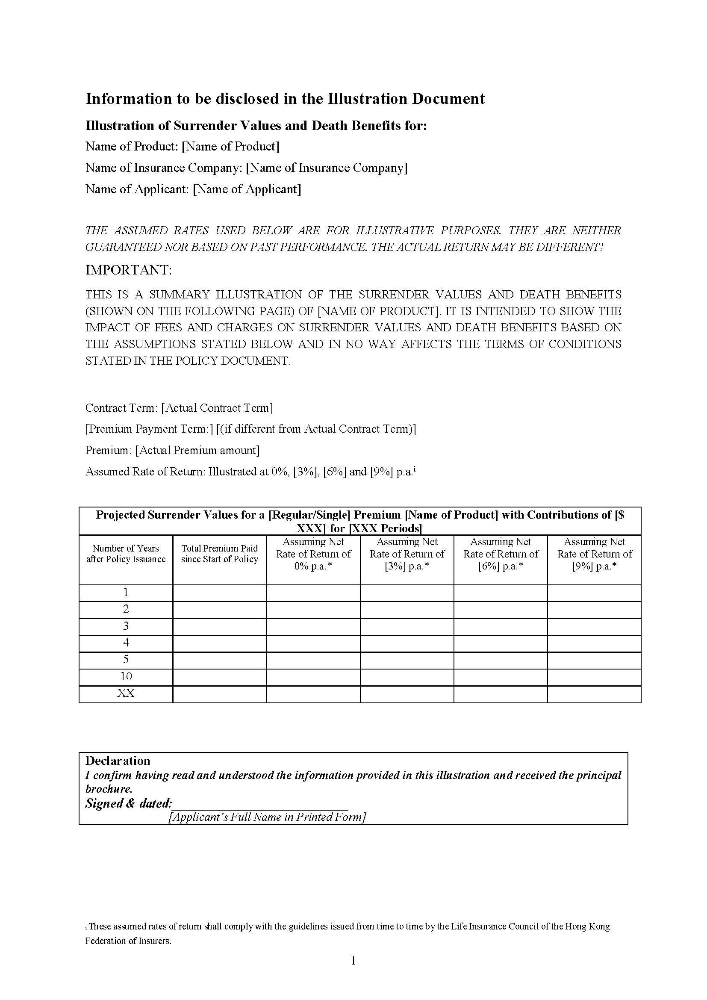 Information to be disclosed in the Illustration Document
Illustration of Surrender Values and Death Benefits for:
Name of Product: [Name of Product]
Name of Insurance Company: [Name of Insurance Company]
Name of Applicant: [Name of Applicant]
THE ASSUMED RATES USED BELOW ARE FOR ILLUSTRATIVE PURPOSES. THEY ARE NEITHER
GUARANTEED NOR BASED ON PAST PERFORMANCE. THE ACTUAL RETURN MAY BE DIFFERENT!
IMPORTANT:
THIS IS A SUMMARY ILLUSTRATION OF THE SURRENDER VALUES AND DEATH BENEFITS
(SHOWN ON THE FOLLOWING PAGE) OF [NAME OF PRODUCT]. IT IS INTENDED TO SHOW THE
IMPACT OF FEES AND CHARGES ON SURRENDER VALUES AND DEATH BENEFITS BASED ON
THE ASSUMPTIONS STATED BELOW AND IN NO WAY AFFECTS THE TERMS OF CONDITIONS
STATED IN THE POLICY DOCUMENT.
Contract Term: [Actual Contract Term]
[Premium Payment Term:] [(if different from Actual Contract Term)]
Premium: [Actual Premium amount]
Assumed Rate of Return: Illustrated at 0%, [3%], [6%] and [9%] p.a.i
Projected Surrender Values for a [Regular/Single] Premium [Name of Product] with Contributions of [$
XXX] for [XXX Periods]
Number of Years
after Policy Issuance
Total Premium Paid
since Start of Policy
Assuming Net
Rate of Return of
0% p.a.*
Assuming Net
Rate of Return of
[3%] p.a.*
Assuming Net
Rate of Return of
[6%] p.a.*
Assuming Net
Rate of Return of
[9%] p.a.*
1
2
3
4
5
10
XX
Declaration
I confirm having read and understood the information provided in this illustration and received the principal
brochure.
Signed & dated:
[Applicant’s Full Name in Printed Form]
i These assumed rates of return shall comply with the guidelines issued from time to time by the Life Insurance Council of the Hong Kong
Federation of Insurers.
1